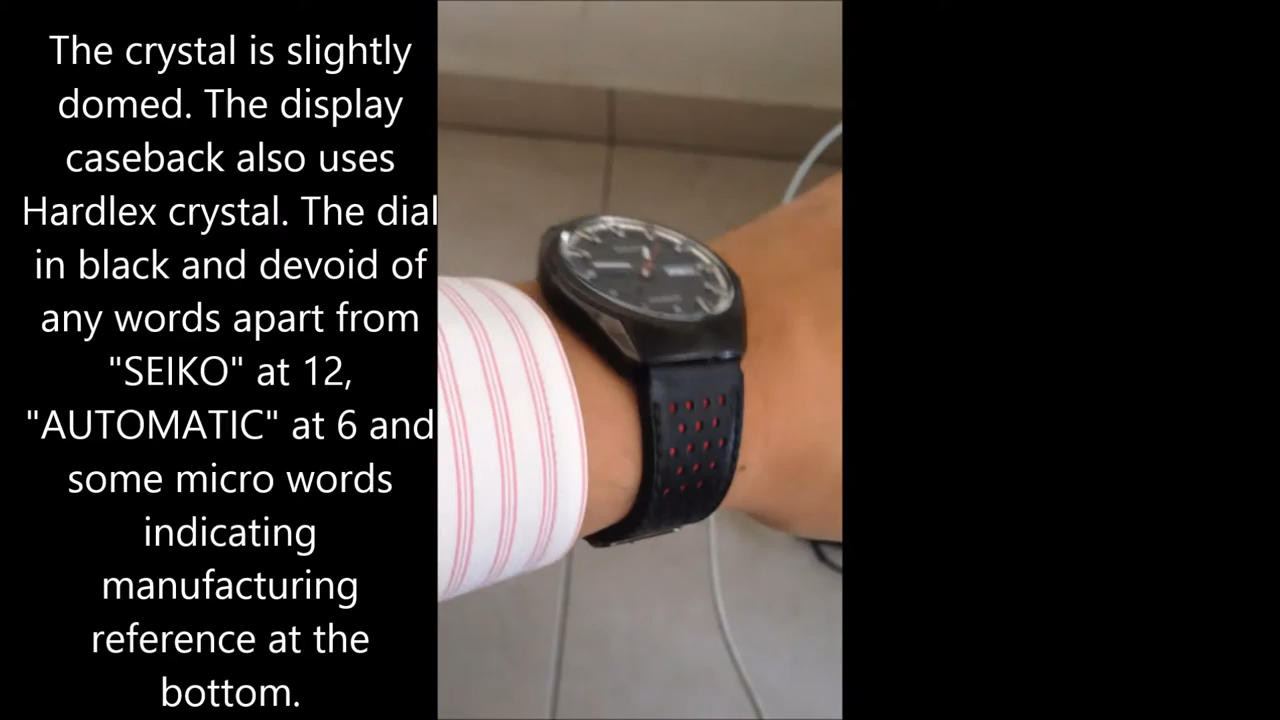 The crystal is slightly
domed. The display
caseback also uses
Hardlex crystal. The dial
in black and devoid of
any words apart from
"SEIKO" at 12,
"AUTOMATIC" at 6 and
some micro words
indicating
manufacturing
reference at the
bottom.